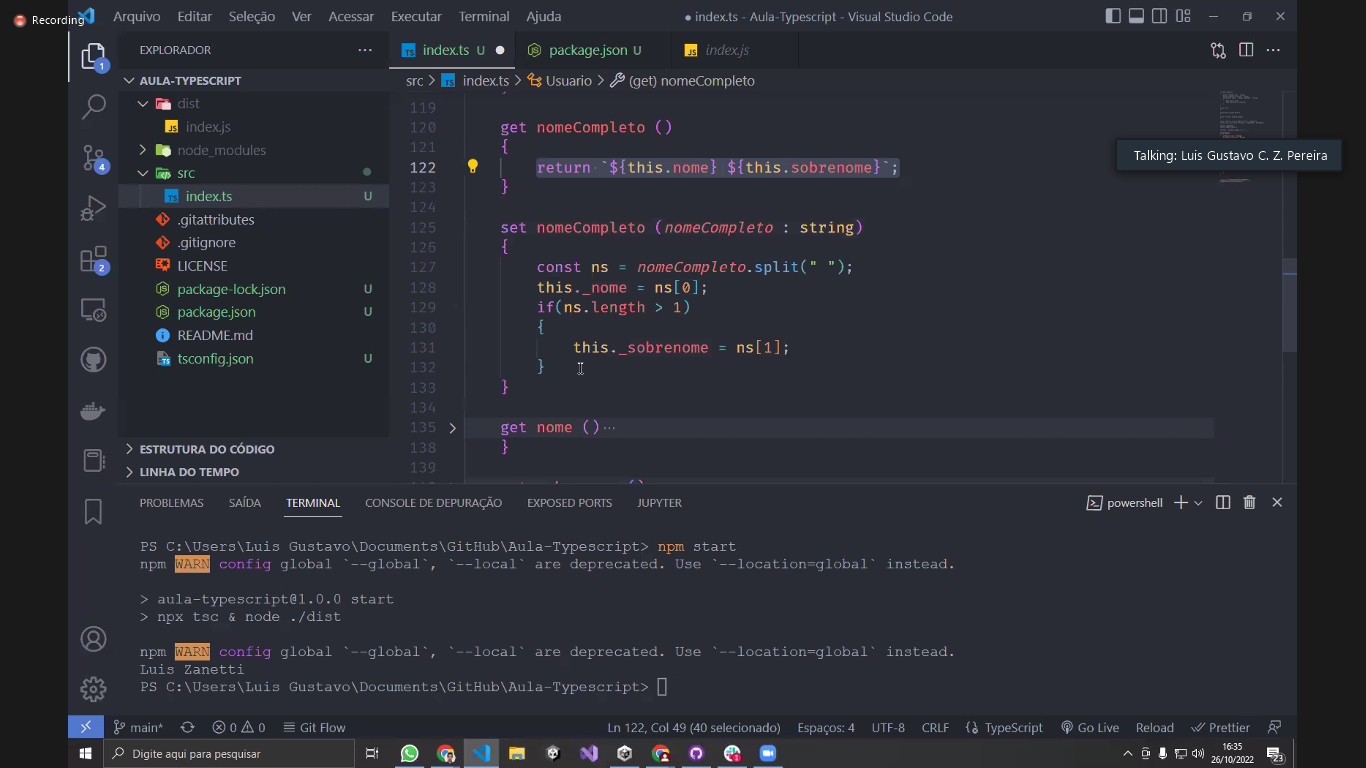 Recording
Arquivo Editar Seleção Ver Acessar Executar Terminal Ajuda
● index.ts - Aula-Typescript - Visual Studio Code
EXPLORADOR
TS index.ts U
package.json U
JS index.js
AULA-TYPESCRIPT
src > TS index.ts > Usuario > (get) nomeCompleto
dist
JS index.js
node_modules
src
TS index.ts U
.gitattributes
.gitignore
LICENSE
package-lock.json U
package.json U
README.md
tsconfig.json U
ESTRUTURA DO CÓDIGO
LINHA DO TEMPO
1
4
2
Talking: Luis Gustavo C. Z. Pereira
119
120 get nomeCompleto ()
121 {
122 return `${this.nome} ${this.sobrenome}`;
123 }
124
125 set nomeCompleto (nomeCompleto : string)
125 {
127 const ns = nomeCompleto.split(" ");
128 this._nome = ns[0];
129 if(ns.length > 1)
130 {
131 this._sobrenome = ns[1];
132 }
133 }
134
135 get nome () ···
138 }
139
PROBLEMAS SAÍDA TERMINAL CONSOLE DE DEPURAÇÃO EXPOSED PORTS JUPYTER
powershell
PS C:\Users\Luis Gustavo\Documents\GitHub\Aula-Typescript> npm start
npm WARN config global `--global`, `--local` are deprecated. Use `--location=global` instead.
> aula-typescript@1.0.0 start
> npx tsc & node ./dist
npm WARN config global `--global`, `--local` are deprecated. Use `--location=global` instead.
Luis Zanetti
PS C:\Users\Luis Gustavo\Documents\GitHub\Aula-Typescript>
main* 0 0 Git Flow Ln 122, Col 49 (40 selecionado) Espaços: 4 UTF-8 CRLF {} TypeScript Go Live Reload Prettier
Digite aqui para pesquisar
16:35
26/10/2022
23